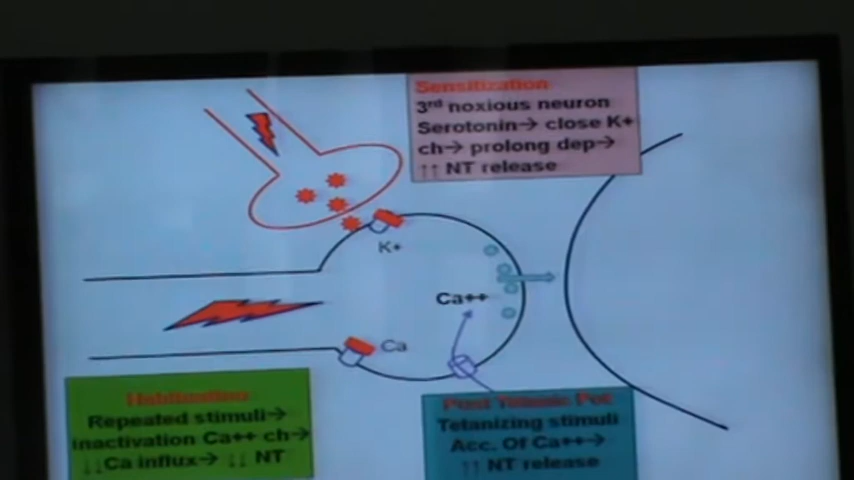 Sensitization
3rd noxious neuron
Serotonin→ close K+
ch→ prolong dep→
↑↑ NT release
K+
Ca++
Ca
Habituation
Repeated stimuli→
inactivation Ca++ ch→
↓↓Ca influx→ ↓↓ NT
Post Tetanic Pot
Tetanizing stimuli
Acc. Of Ca++→
↑↑ NT release